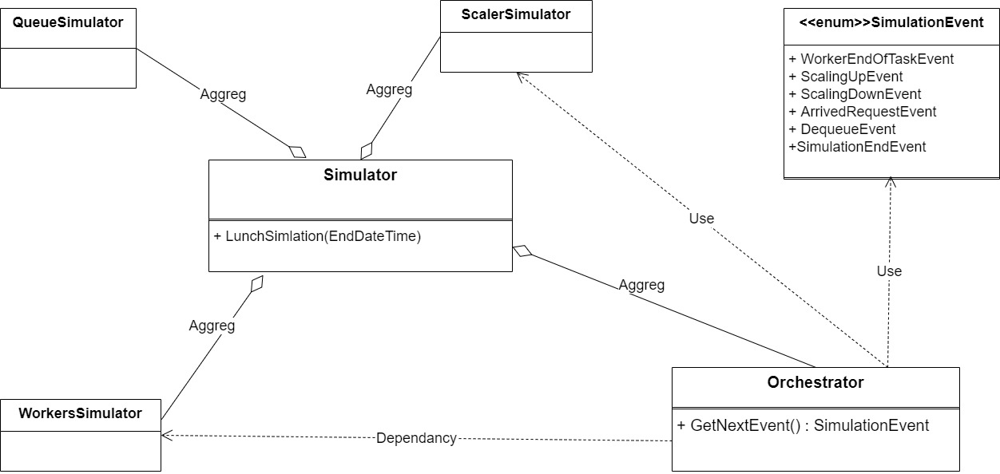 QueueSimulator
ScalerSimulator
<<enum>>SimulationEvent
+ WorkerEndOfTaskEvent
+ ScalingUpEvent
+ ScalingDownEvent
+ ArrivedRequestEvent
+ DequeueEvent
+SimulationEndEvent
Aggreg
Aggreg
Simulator
+ LunchSimlation(EndDateTime)
Use
Use
Aggreg
Aggreg
Orchestrator
+ GetNextEvent() : SimulationEvent
WorkersSimulator
Dependancy